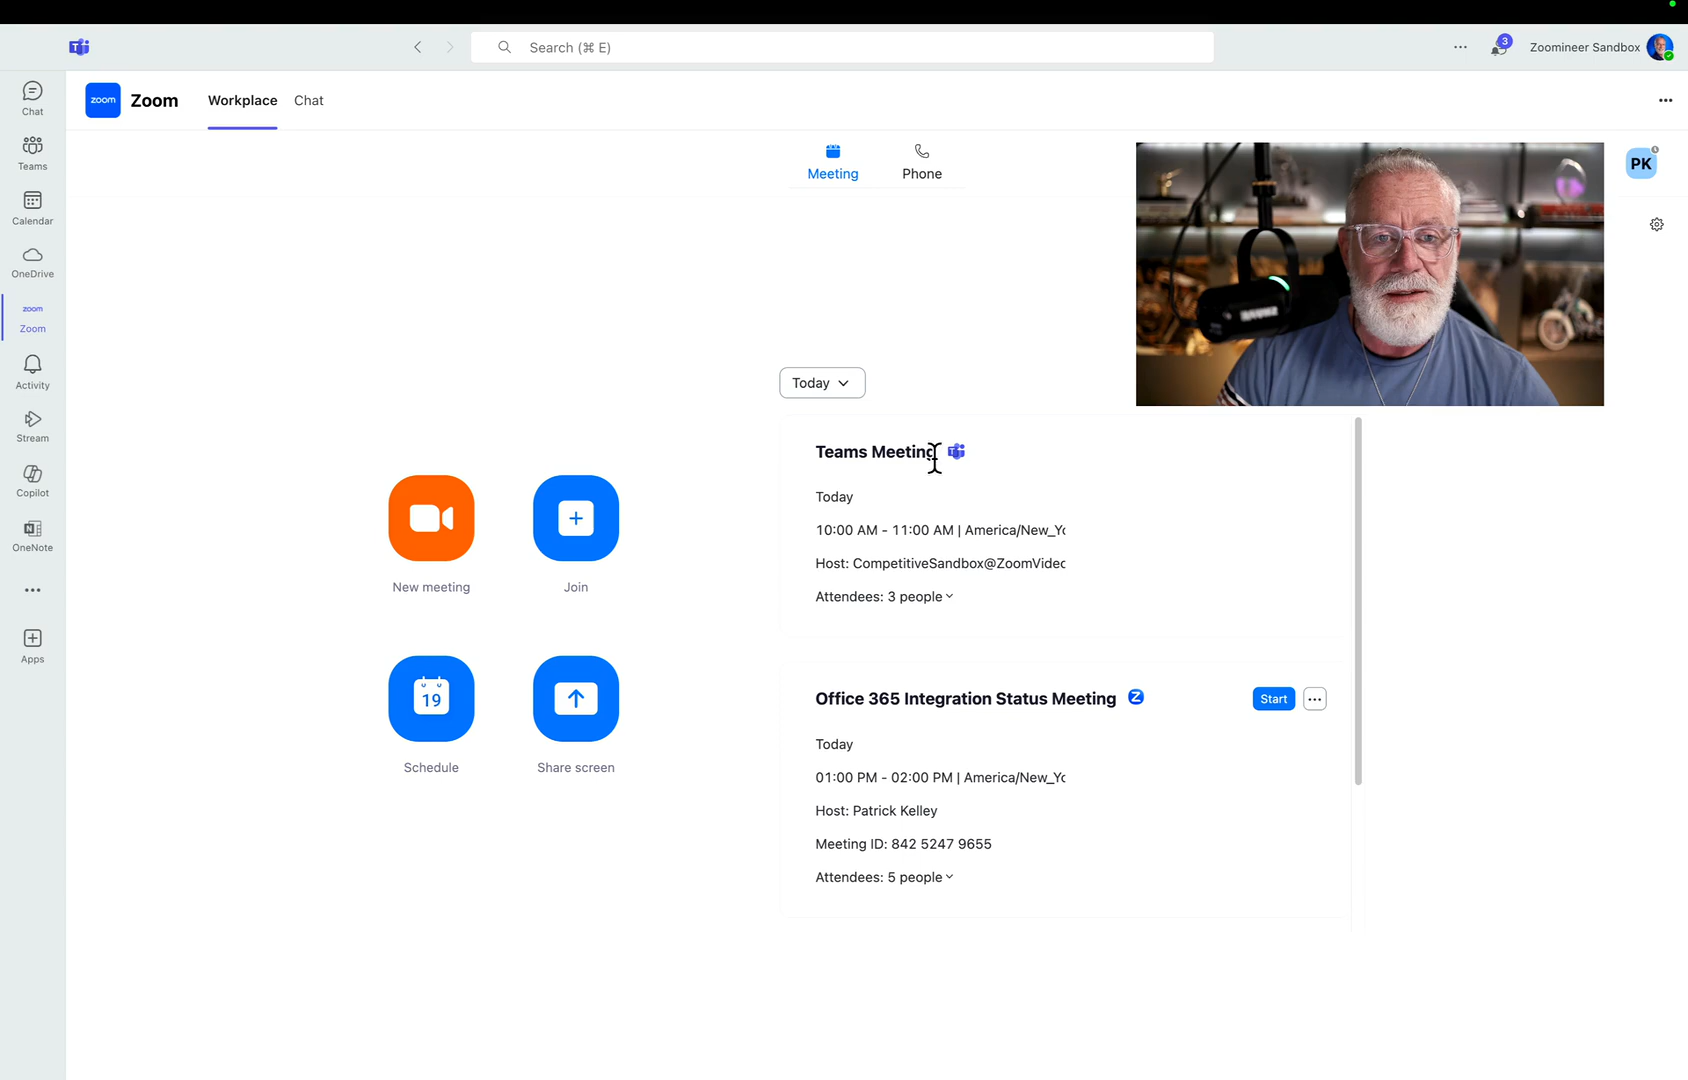 Search (⌘ E)
3
Zoomineer Sandbox
Chat
Teams
Calendar
OneDrive
zoom
Zoom
Activity
Stream
Copilot
N
OneNote
Apps
zoom
Zoom
Workplace
Chat
Meeting
Phone
PK
Today
New meeting
Join
19
Schedule
Share screen
Teams Meeting
Today
10:00 AM - 11:00 AM | America/New_Yo
Host: CompetitiveSandbox@ZoomVideo
Attendees: 3 people
Office 365 Integration Status Meeting
Z
Start
Today
01:00 PM - 02:00 PM | America/New_Yo
Host: Patrick Kelley
Meeting ID: 842 5247 9655
Attendees: 5 people